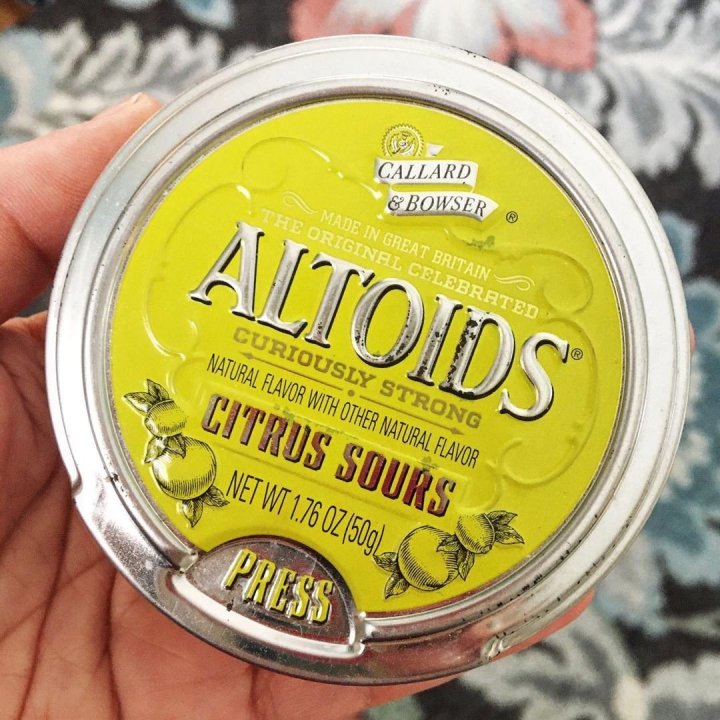 CALLARD
& BOWSER ®
MADE IN GREAT BRITAIN
THE ORIGINAL CELEBRATED
ALTOIDS®
CURIOUSLY STRONG
NATURAL FLAVOR WITH OTHER NATURAL FLAVOR
CITRUS SOURS
NET WT 1.76 OZ (50g)
PRESS